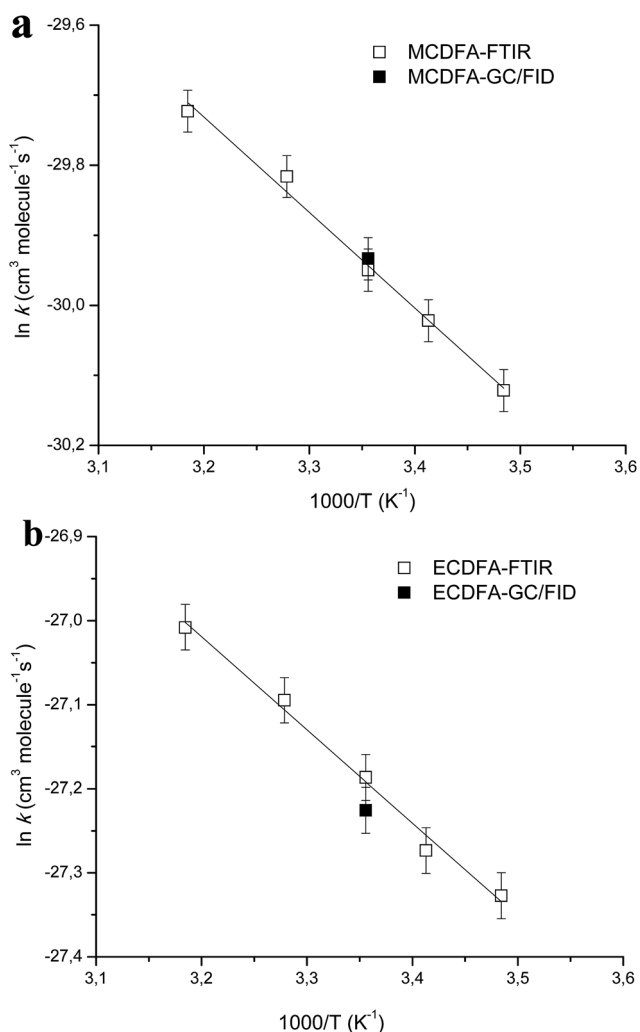 a
-29,6
MCDFA-FTIR
MCDFA-GC/FID
-29,8
-30,0
-30,2
ln k (cm³ molecule⁻¹s⁻¹)
3,1 3,2 3,3 3,4 3,5 3,6
1000/T (K⁻¹)
b
-26,9
ECDFA-FTIR
ECDFA-GC/FID
-27,0
-27,1
-27,2
-27,3
-27,4
ln k (cm³ molecule⁻¹s⁻¹)
3,1 3,2 3,3 3,4 3,5 3,6
1000/T (K⁻¹)